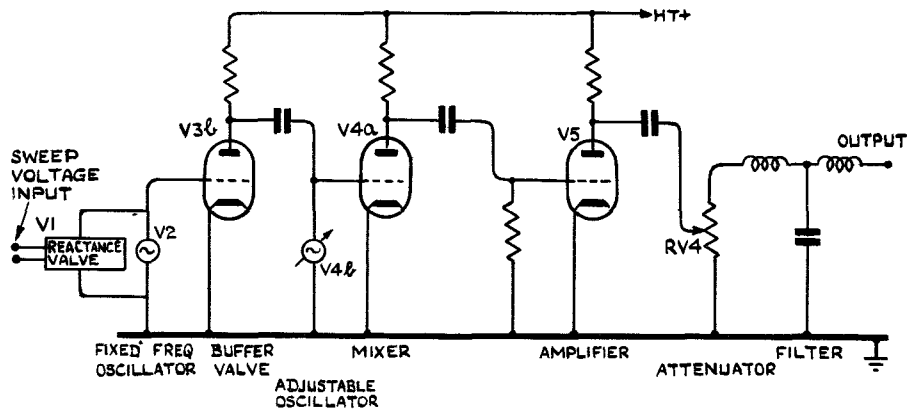 HT+
V3b
V4a
V5
OUTPUT
SWEEP
VOLTAGE
INPUT
V1
REACTANCE
VALVE
V2
V4b
RV4
FIXED FREQ
OSCILLATOR
BUFFER
VALVE
ADJUSTABLE
OSCILLATOR
MIXER
AMPLIFIER
ATTENUATOR
FILTER